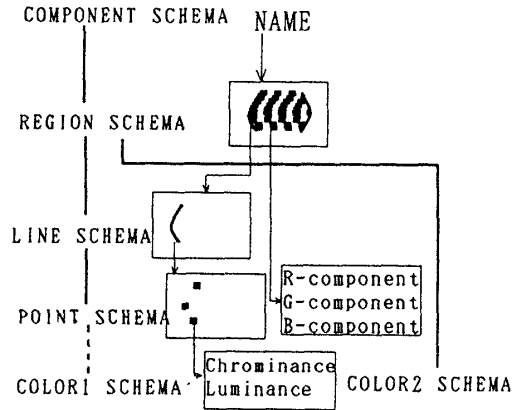 COMPONENT SCHEMA
NAME
REGION SCHEMA
LINE SCHEMA
R-component
G-component
B-component
POINT SCHEMA
Chrominance
Luminance
COLOR1 SCHEMA
COLOR2 SCHEMA